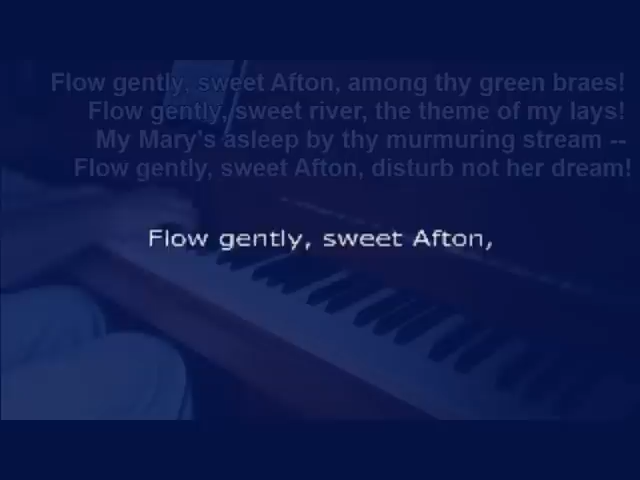 Flow gently, sweet Afton, among thy green braes!
Flow gently, sweet river, the theme of my lays!
My Mary's asleep by thy murmuring stream --
Flow gently, sweet Afton, disturb not her dream!
Flow gently, sweet Afton,